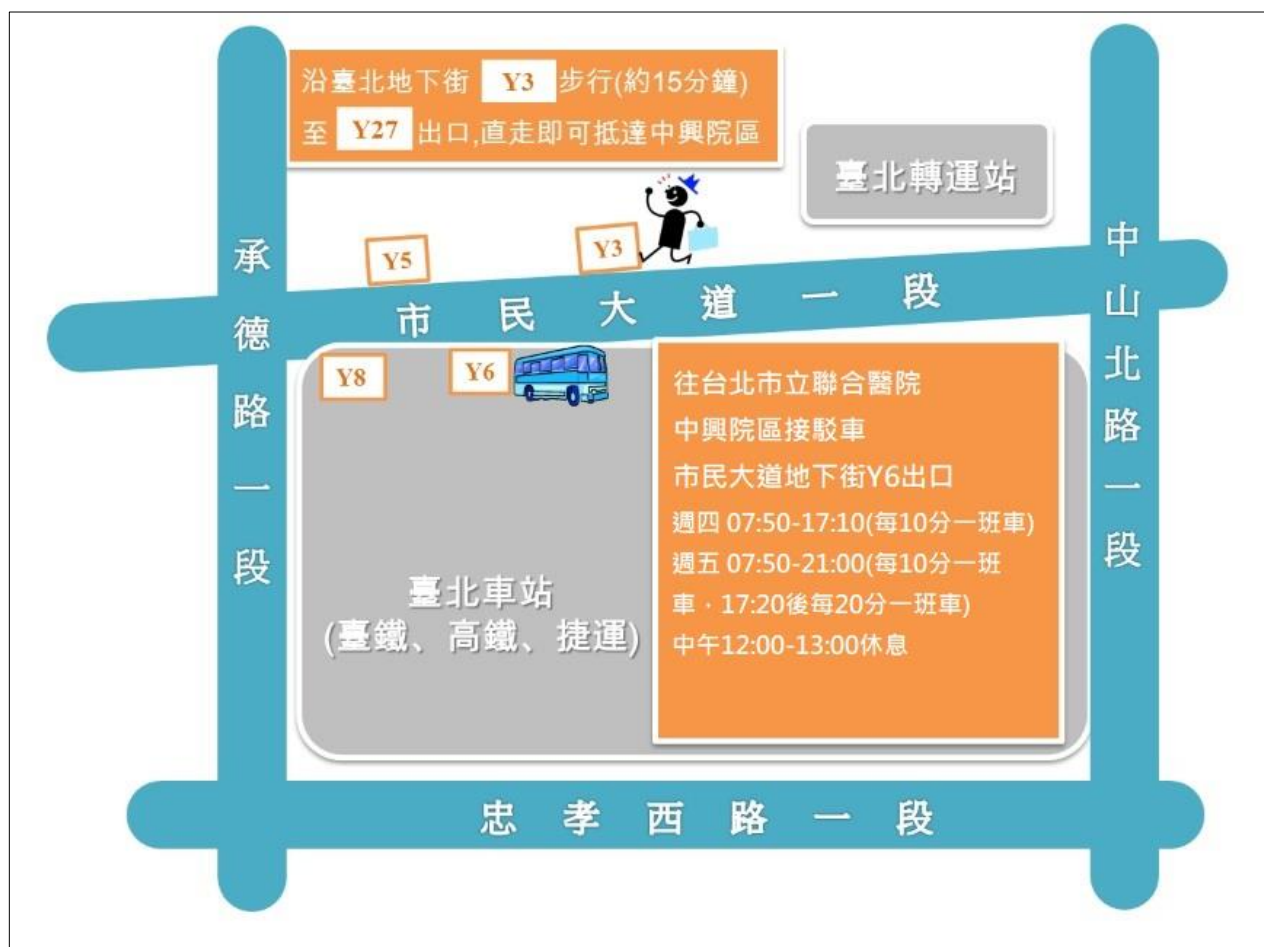 沿臺北地下街 Y3 步行(約15分鐘)
至 Y27 出口,直走即可抵達中興院區
臺北轉運站
承德路一段
中山北路一段
Y5
Y3
市民大道一段
Y8
Y6
往台北市立聯合醫院
中興院區接駁車
市民大道地下街Y6出口
週四 07:50-17:10(每10分一班車)
週五 07:50-21:00(每10分一班
車，17:20後每20分一班車)
中午12:00-13:00休息
臺北車站
(臺鐵、高鐵、捷運)
忠孝西路一段